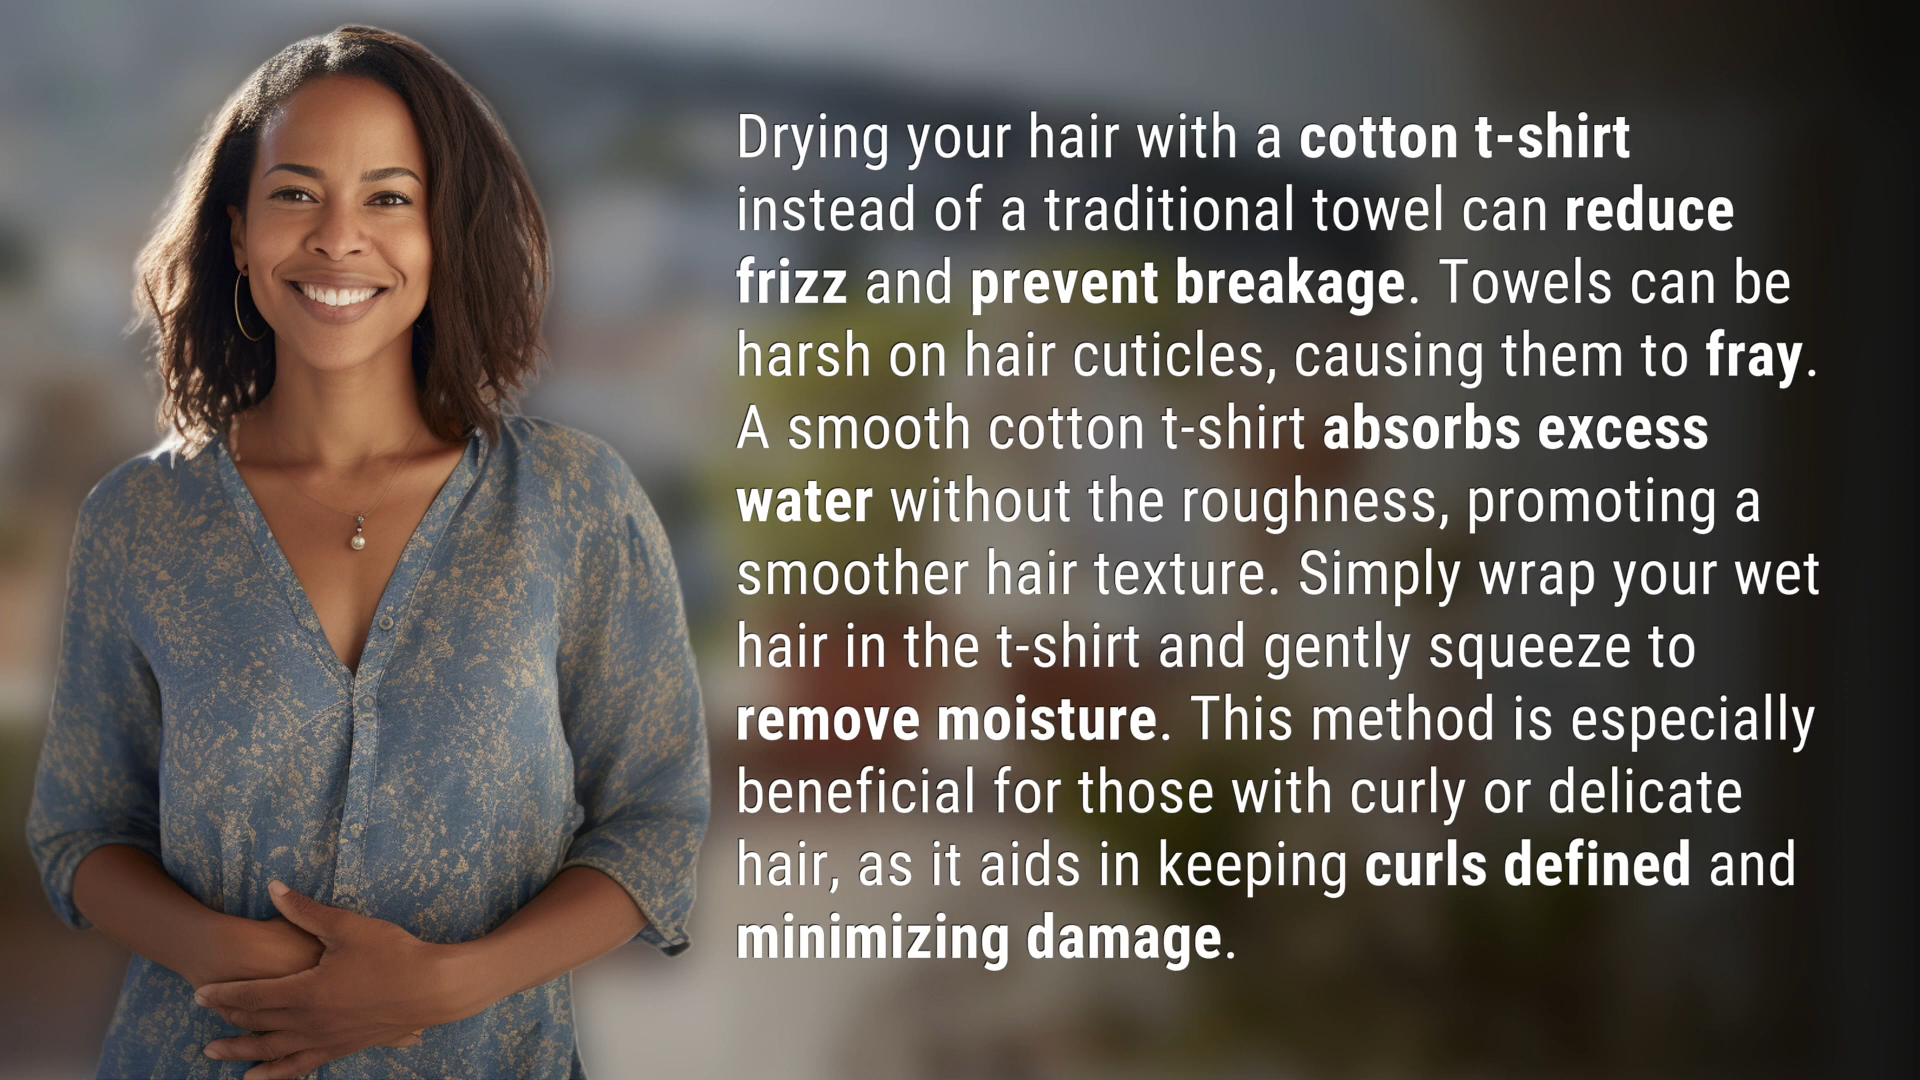 Drying your hair with a cotton t-shirt
instead of a traditional towel can reduce
frizz and prevent breakage. Towels can be
harsh on hair cuticles, causing them to fray.
A smooth cotton t-shirt absorbs excess
water without the roughness, promoting a
smoother hair texture. Simply wrap your wet
hair in the t-shirt and gently squeeze to
remove moisture. This method is especially
beneficial for those with curly or delicate
hair, as it aids in keeping curls defined and
minimizing damage.